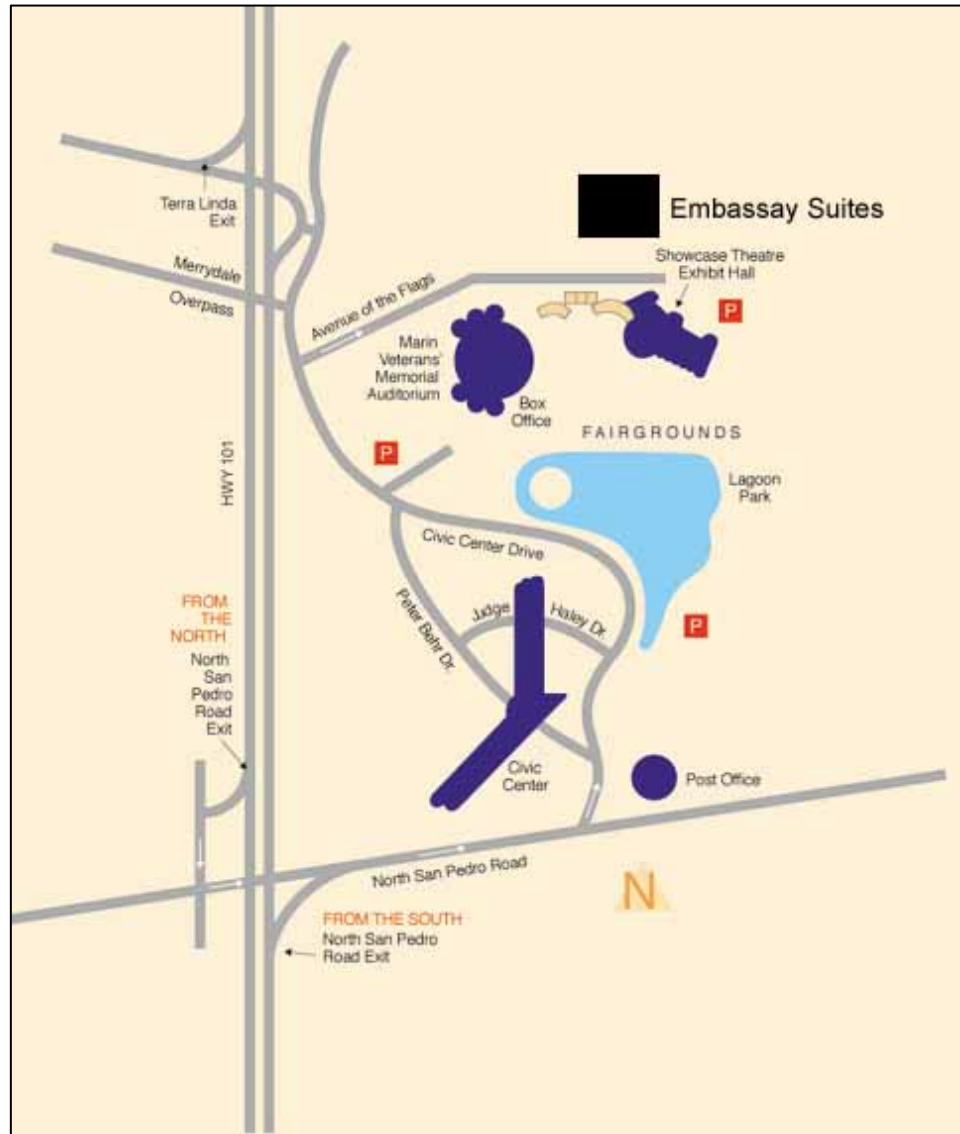 Terra Linda
Exit
Merrydale
Overpass
Embassay Suites
Showcase Theatre
Exhibit Hall
P
Avenue of the Flags
Marin
Veterans'
Memorial
Auditorium
Box
Office
FAIRGROUNDS
HWY 101
P
Lagoon
Park
Civic Center Drive
FROM
THE
NORTH
North
San
Pedro
Road
Exit
Peter Behr Dr.
Judge Haley Dr.
P
Civic
Center
Post Office
North San Pedro Road
N
FROM THE SOUTH
North San Pedro
Road Exit